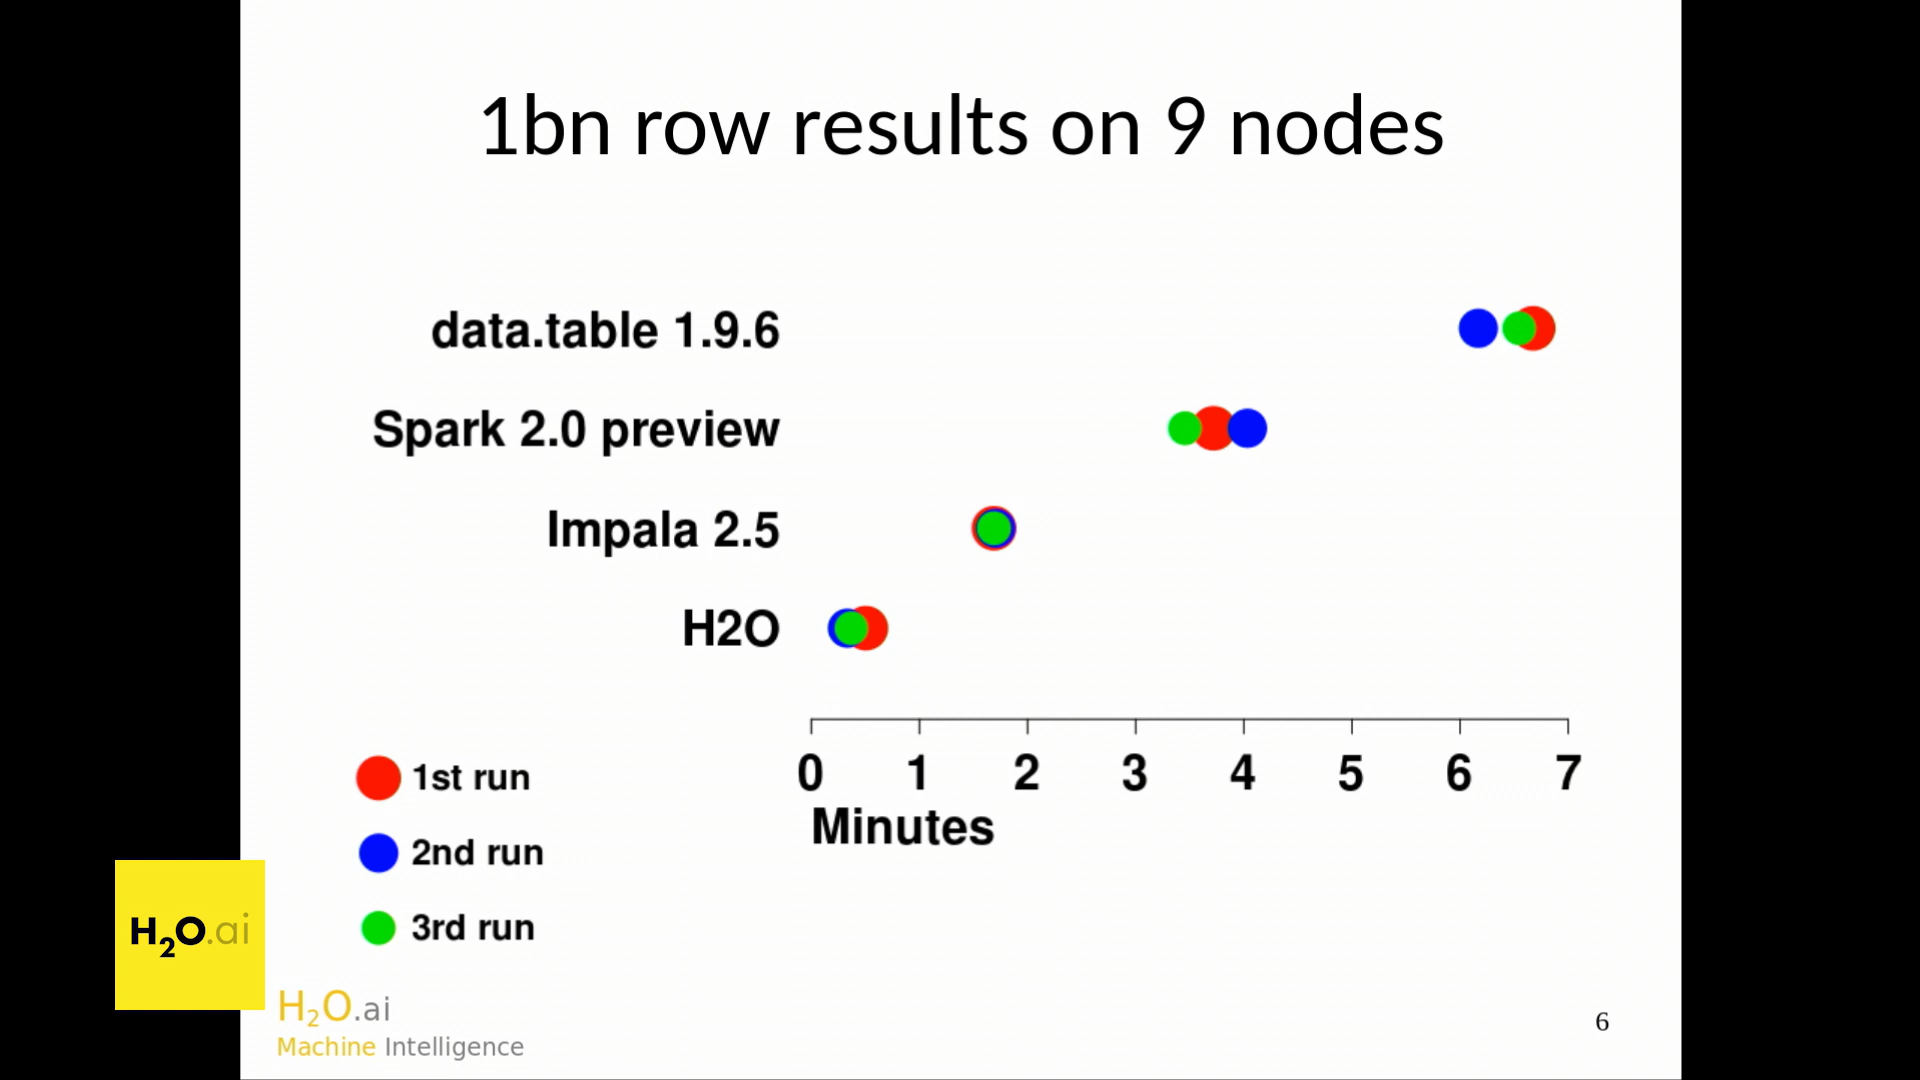 1bn row results on 9 nodes
data.table 1.9.6
Spark 2.0 preview
Impala 2.5
H2O
0 1 2 3 4 5 6 7
Minutes
1st run
2nd run
3rd run
H2O.ai
H2O.ai
Machine Intelligence
6